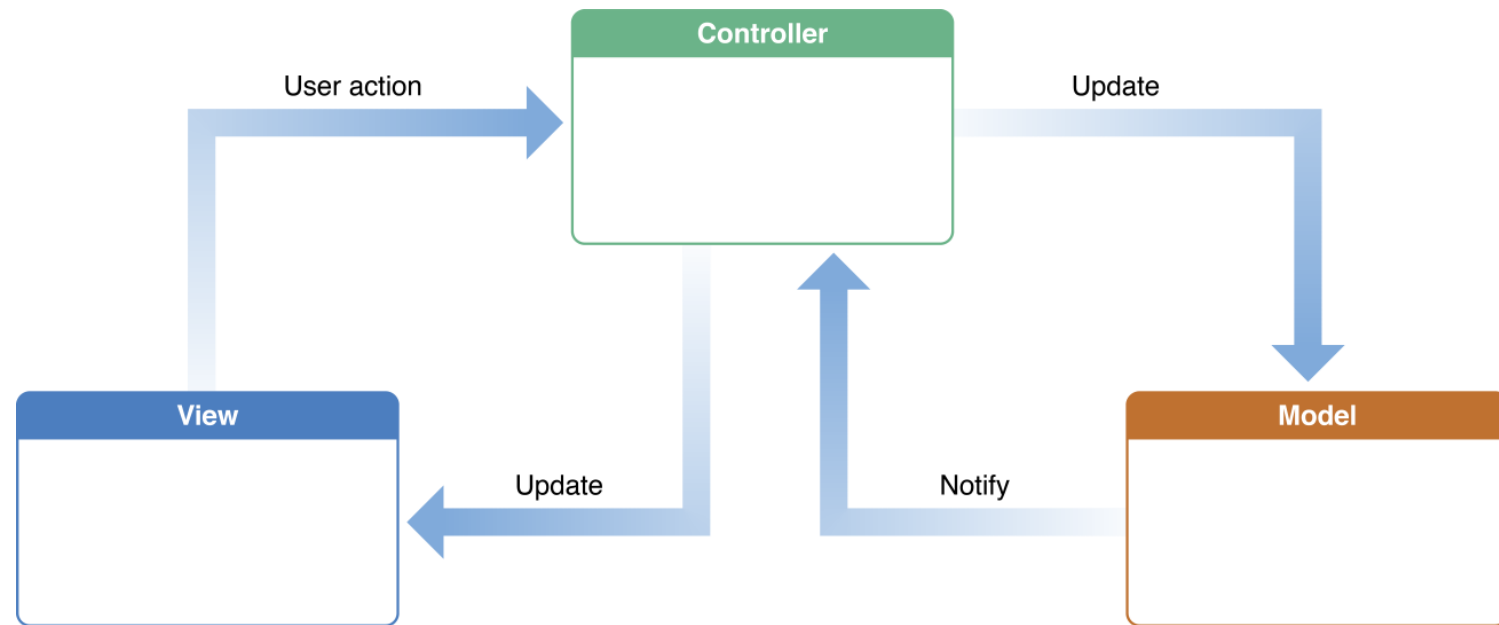 Controller
User action
Update
View
Model
Update
Notify